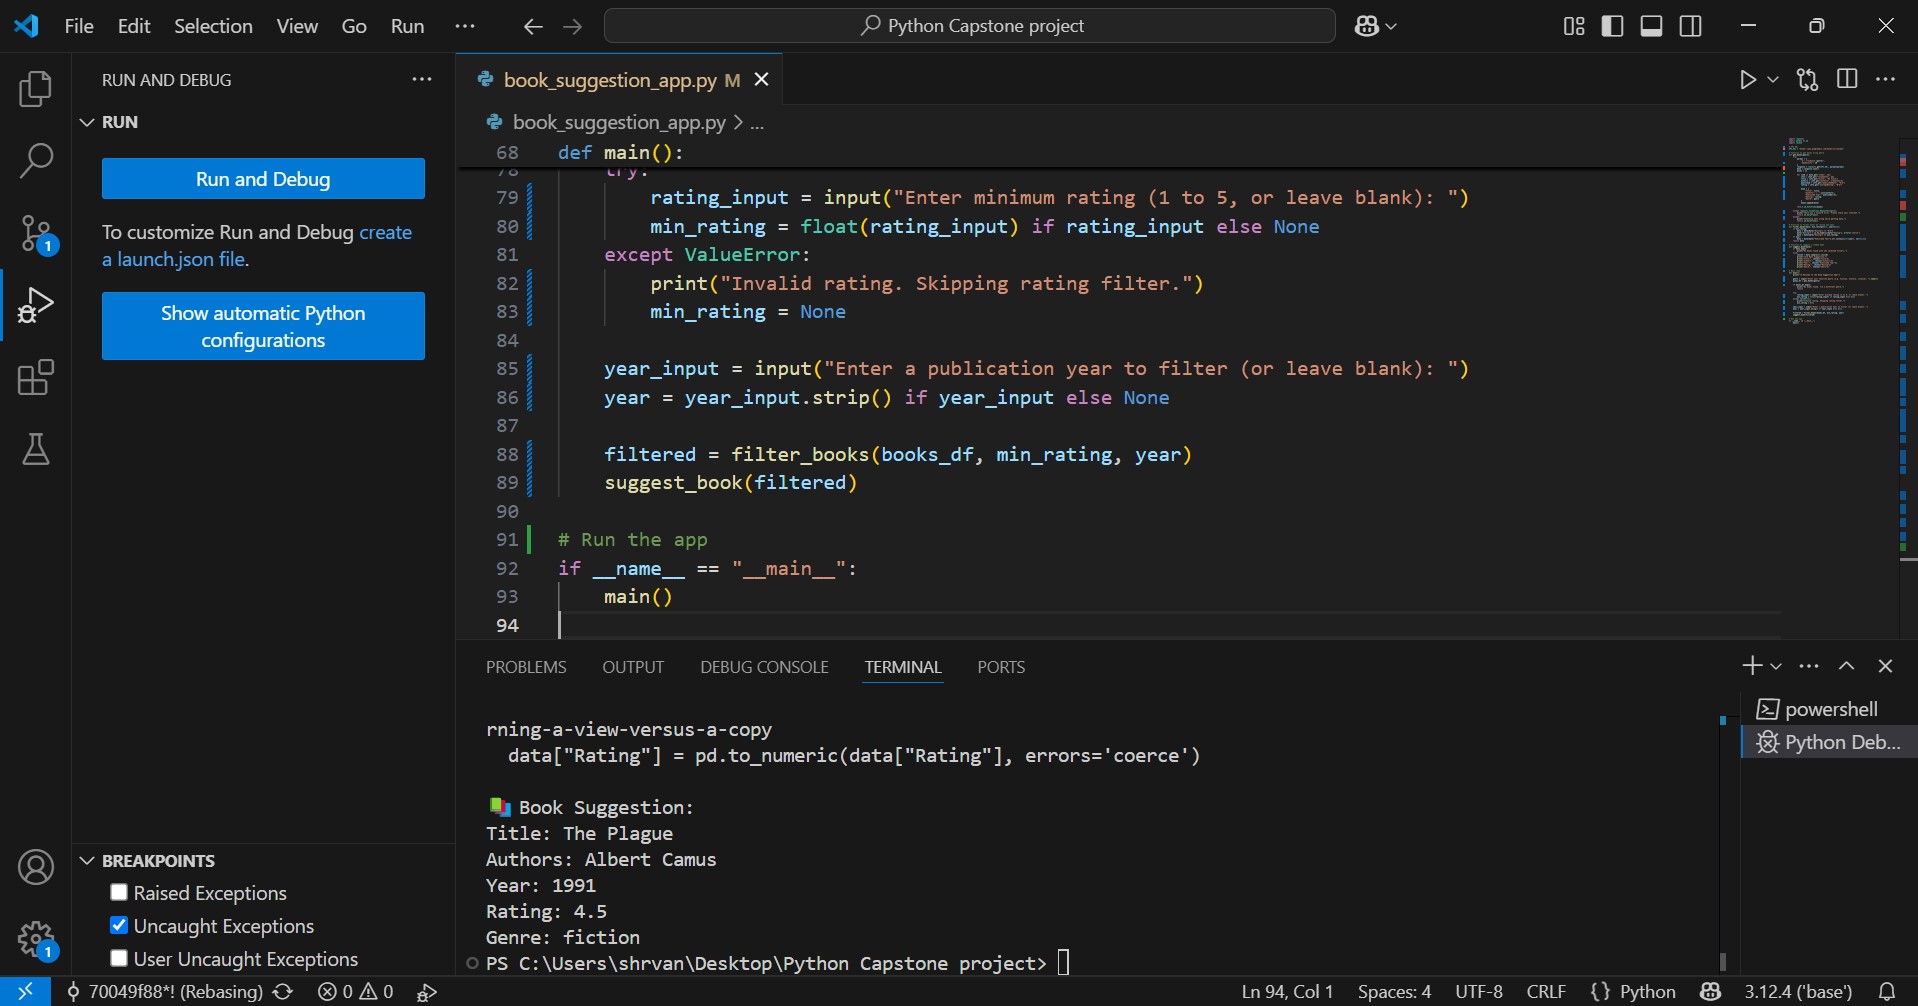 File Edit Selection View Go Run ···
Python Capstone project
RUN AND DEBUG ···
RUN
Run and Debug
To customize Run and Debug create
a launch.json file.
Show automatic Python
configurations
BREAKPOINTS
Raised Exceptions
Uncaught Exceptions
User Uncaught Exceptions
1
1
book_suggestion_app.py M
book_suggestion_app.py > ...
68 def main():
78 try:
79 rating_input = input("Enter minimum rating (1 to 5, or leave blank): ")
80 min_rating = float(rating_input) if rating_input else None
81 except ValueError:
82 print("Invalid rating. Skipping rating filter.")
83 min_rating = None
84
85 year_input = input("Enter a publication year to filter (or leave blank): ")
86 year = year_input.strip() if year_input else None
87
88 filtered = filter_books(books_df, min_rating, year)
89 suggest_book(filtered)
90
91 # Run the app
92 if __name__ == "__main__":
93 main()
94
PROBLEMS OUTPUT DEBUG CONSOLE TERMINAL PORTS
rning-a-view-versus-a-copy
data["Rating"] = pd.to_numeric(data["Rating"], errors='coerce')
📚 Book Suggestion:
Title: The Plague
Authors: Albert Camus
Year: 1991
Rating: 4.5
Genre: fiction
PS C:\Users\shrvan\Desktop\Python Capstone project>
powershell
Python Deb...
70049f88*! (Rebasing) 0 0 Ln 94, Col 1 Spaces: 4 UTF-8 CRLF {} Python 3.12.4 ('base')